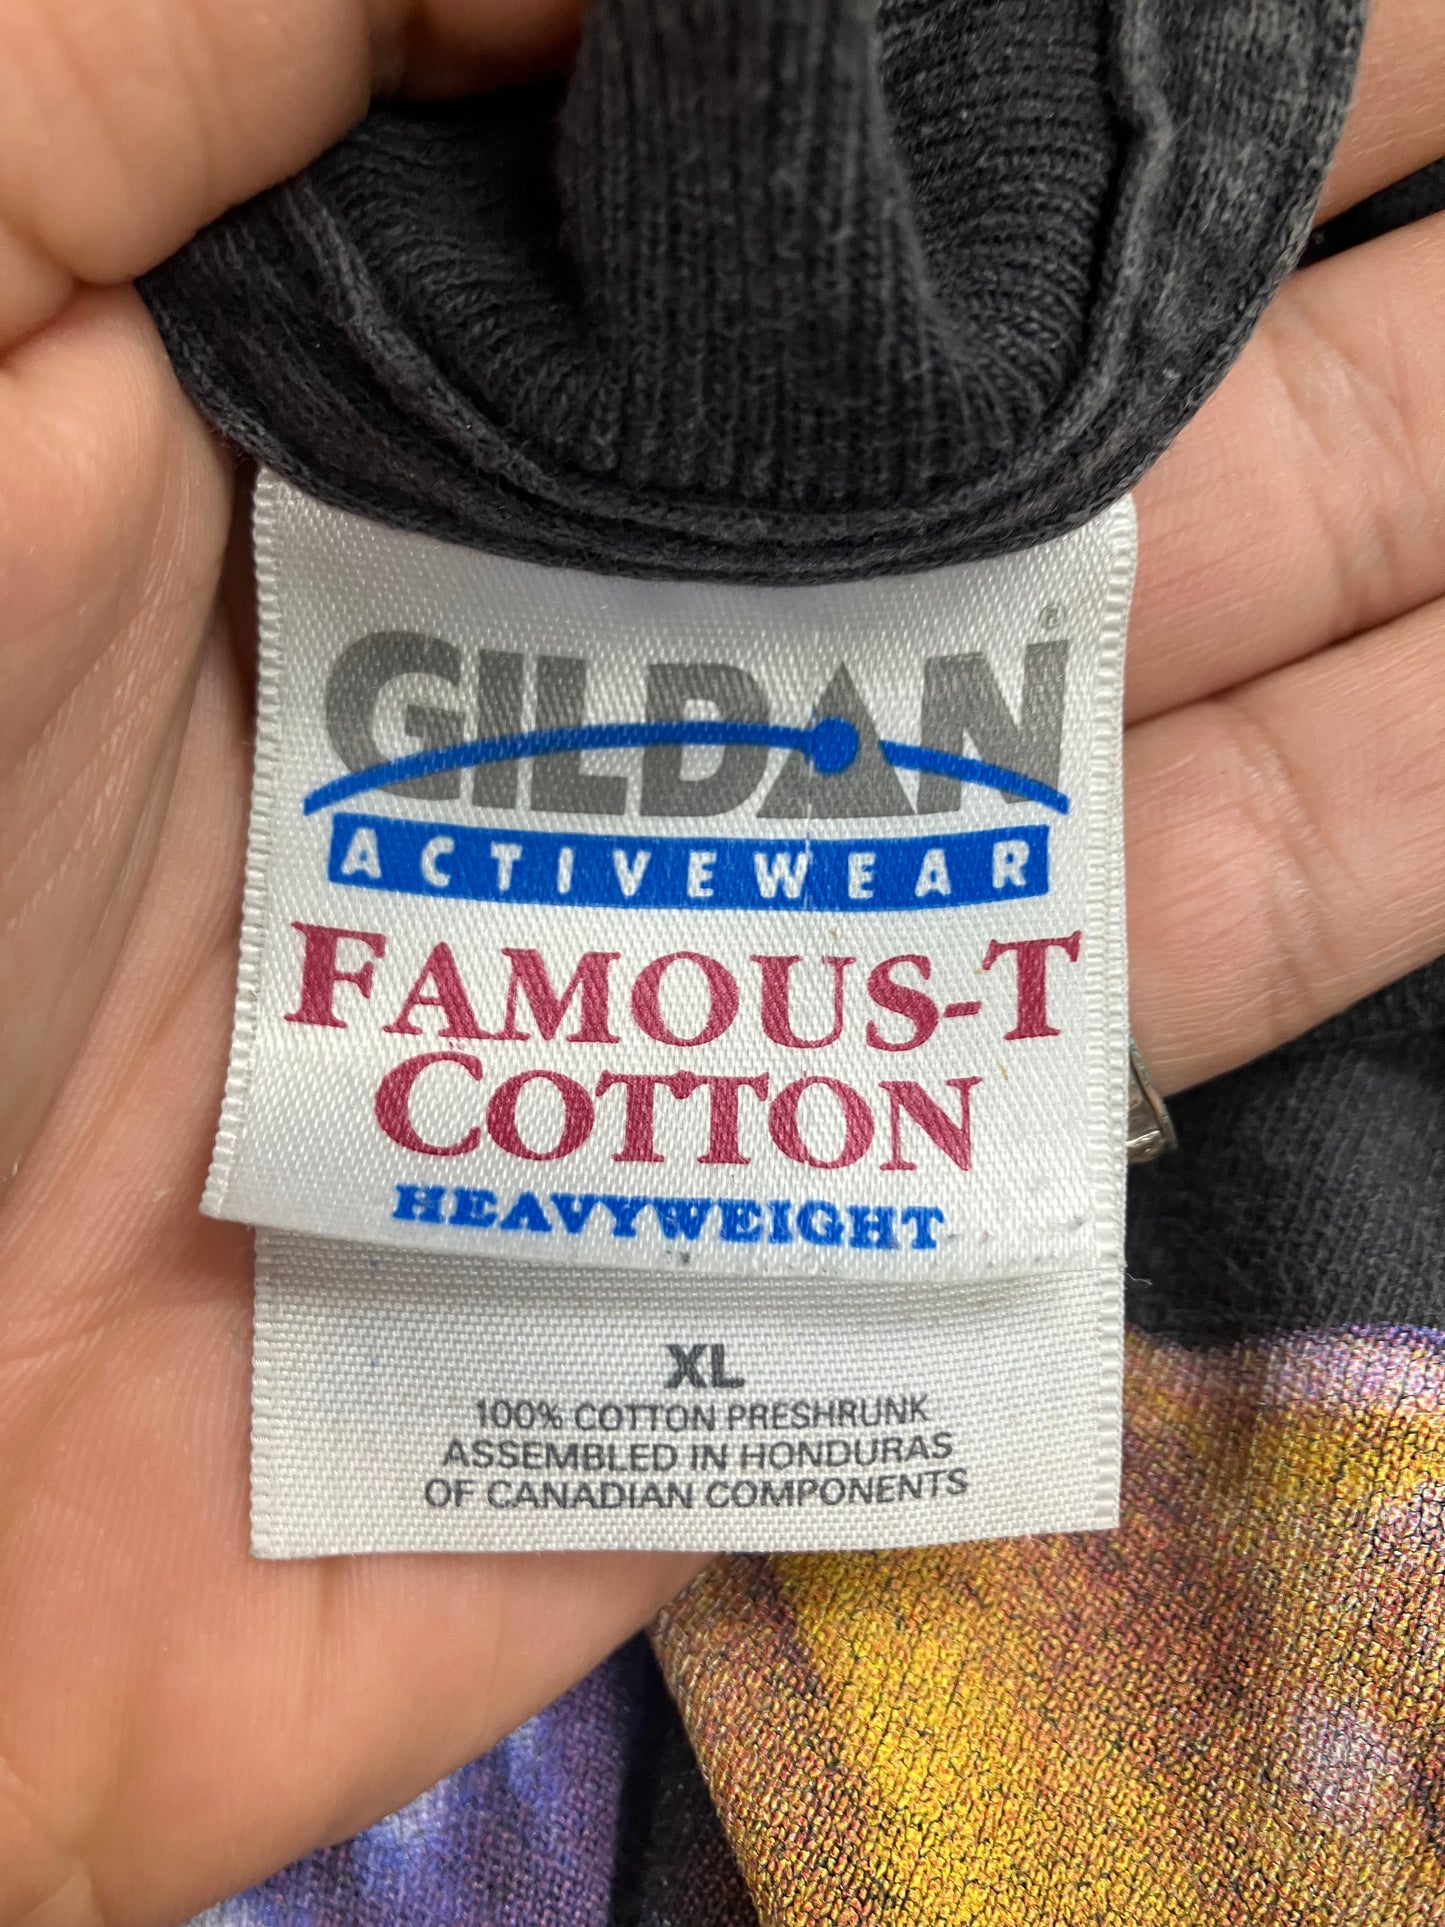 GILDAN®
ACTIVEWEAR
FAMOUS-T
COTTON
HEAVYWEIGHT
XL
100% COTTON PRESHRUNK
ASSEMBLED IN HONDURAS
OF CANADIAN COMPONENTS